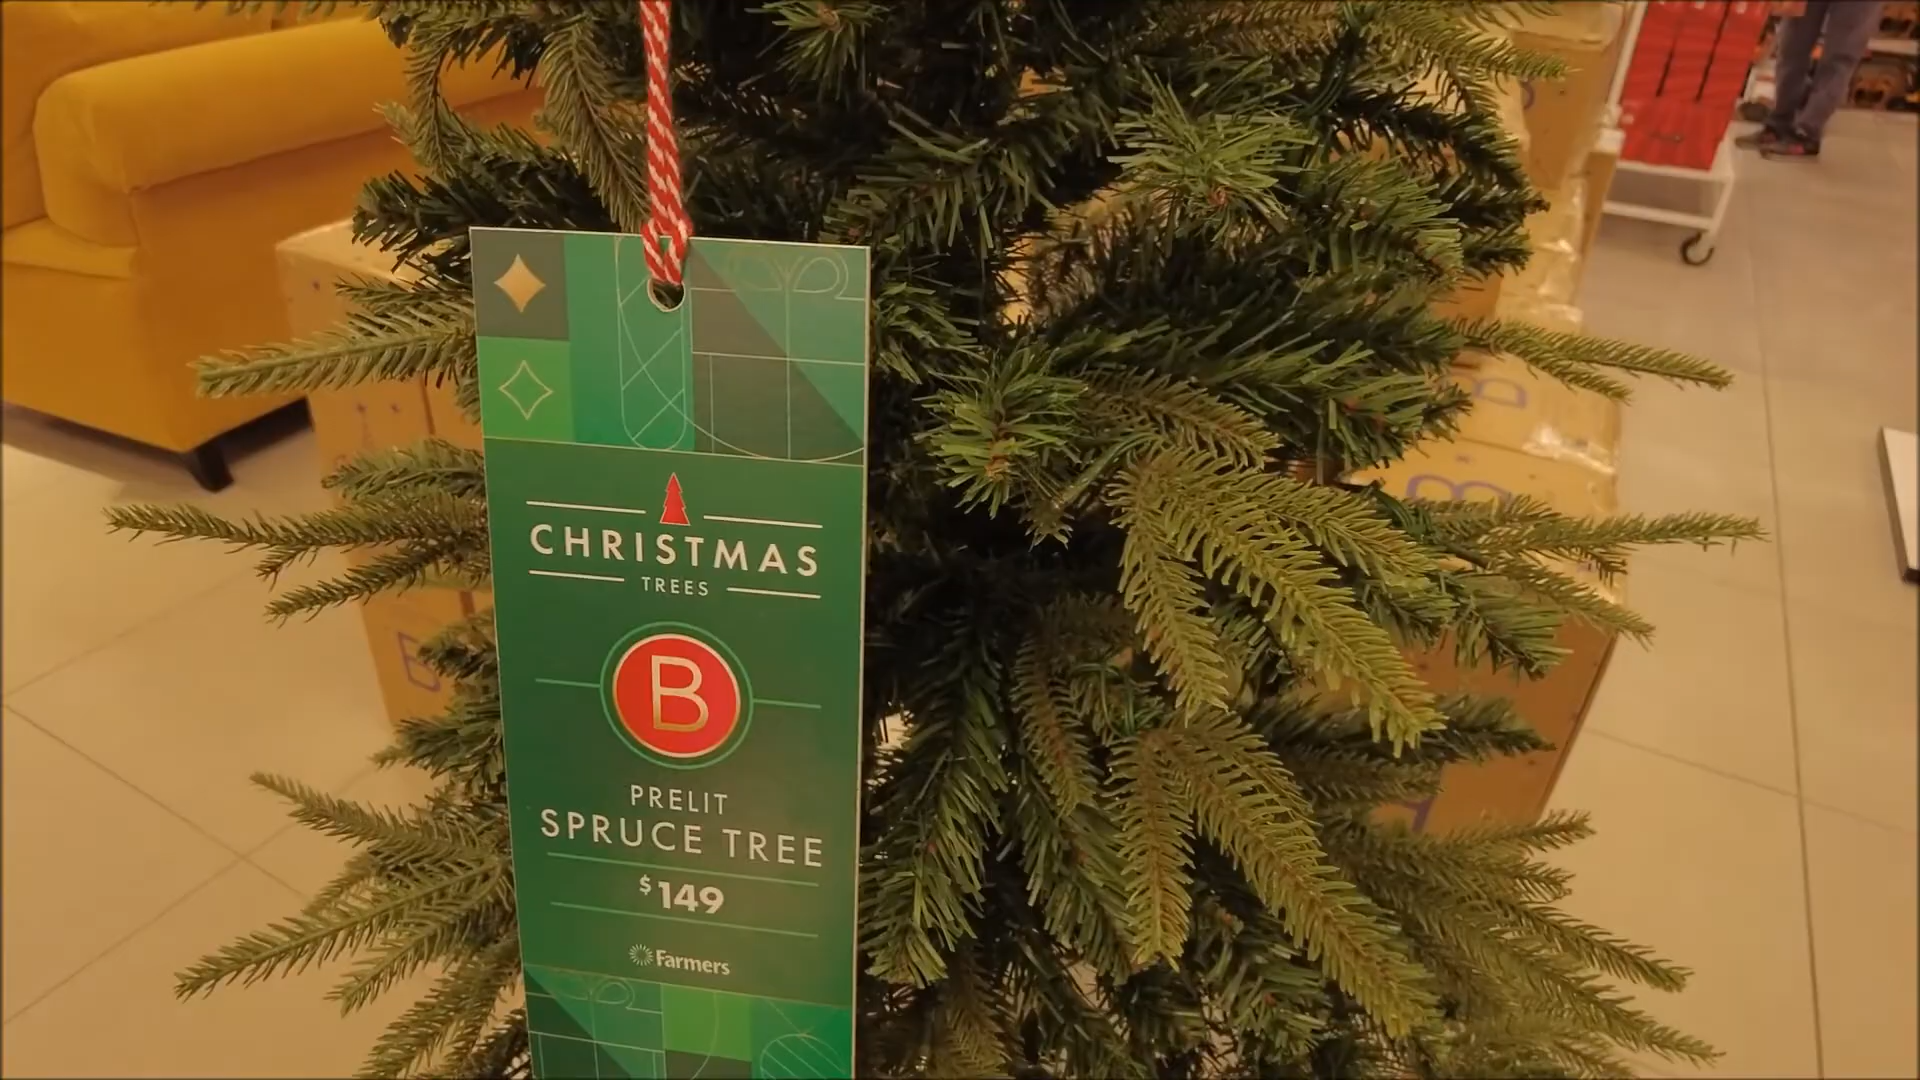 CHRISTMAS
TREES
B
PRELIT
SPRUCE TREE
$149
Farmers
B
B